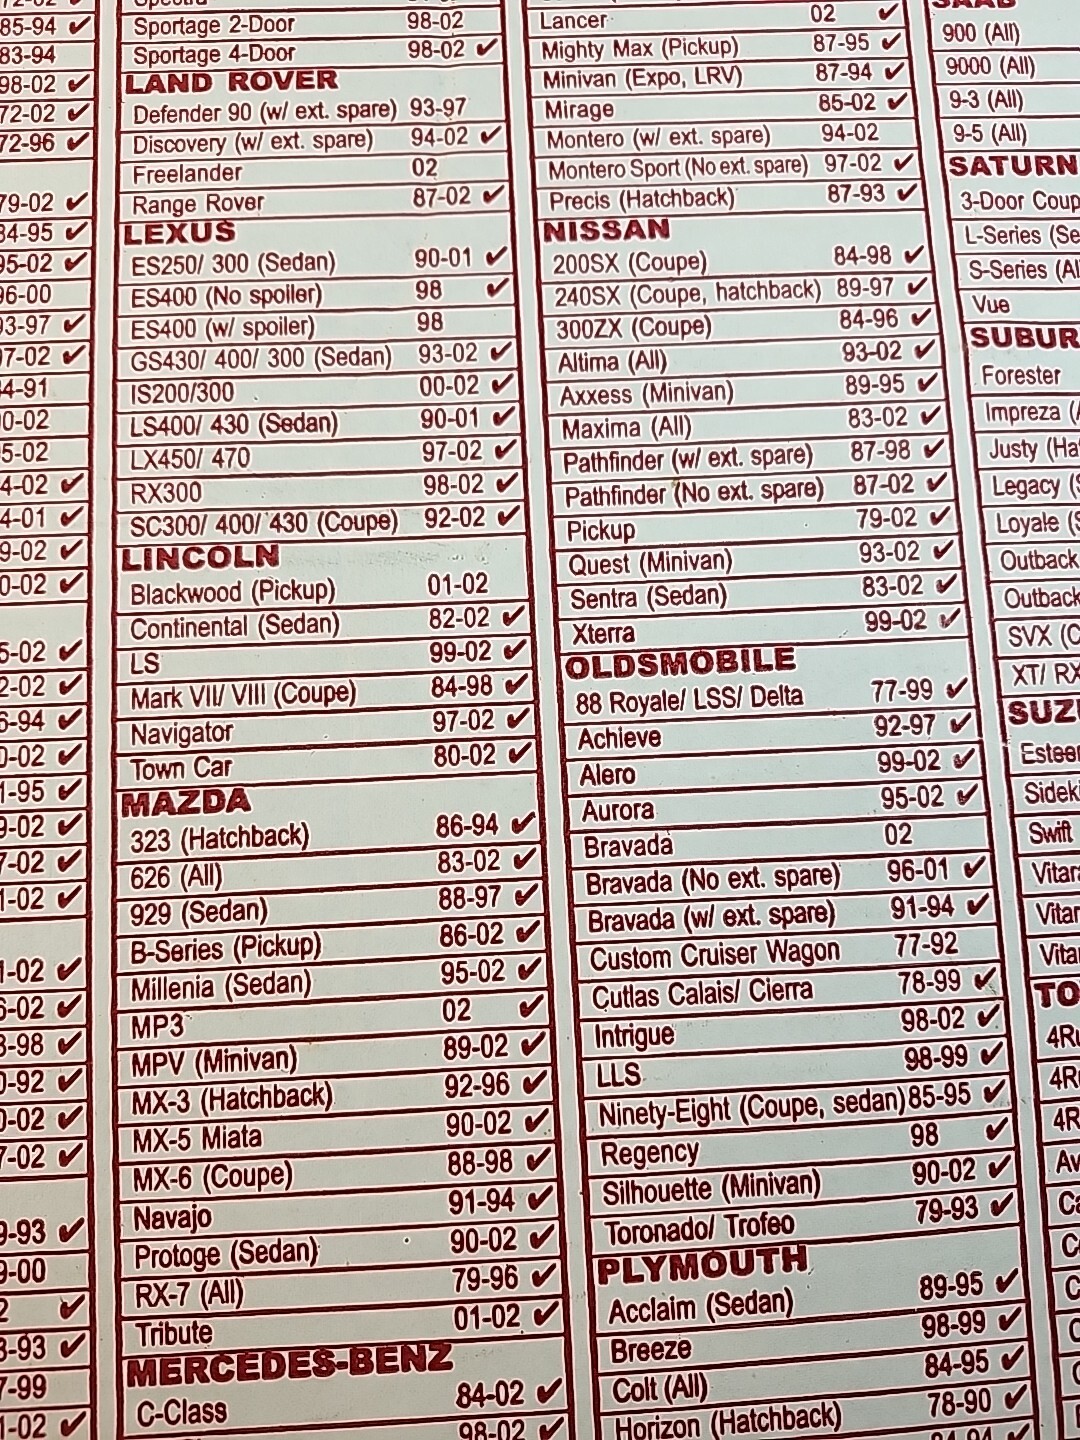 85-94 ✓
83-94
98-02 ✓
72-02 ✓
72-96 ✓
79-02 ✓
84-95 ✓
95-02 ✓
96-00
93-97 ✓
97-02 ✓
Sportage 2-Door 98-02
Sportage 4-Door 98-02 ✓
LAND ROVER
Defender 90 (w/ ext. spare) 93-97
Discovery (w/ ext. spare) 94-02 ✓
Freelander 02
Range Rover 87-02 ✓
LEXUS
ES250/ 300 (Sedan) 90-01 ✓
ES400 (No spoiler) 98 ✓
ES400 (w/ spoiler) 98
GS430/ 400/ 300 (Sedan) 93-02 ✓
IS200/300 00-02 ✓
LS400/ 430 (Sedan) 90-01 ✓
LX450/ 470 97-02 ✓
RX300 98-02 ✓
SC300/ 400/ 430 (Coupe) 92-02 ✓
LINCOLN
Blackwood (Pickup) 01-02
Continental (Sedan) 82-02 ✓
LS 99-02 ✓
Mark VII/ VIII (Coupe) 84-98 ✓
Navigator 97-02 ✓
Town Car 80-02 ✓
MAZDA
323 (Hatchback) 86-94 ✓
626 (All) 83-02 ✓
929 (Sedan) 88-97 ✓
B-Series (Pickup) 86-02 ✓
Millenia (Sedan) 95-02 ✓
MP3 02 ✓
MPV (Minivan) 89-02 ✓
MX-3 (Hatchback) 92-96 ✓
MX-5 Miata 90-02 ✓
MX-6 (Coupe) 88-98 ✓
Navajo 91-94 ✓
Protoge (Sedan) 90-02 ✓
RX-7 (All) 79-96 ✓
Tribute 01-02 ✓
MERCEDES-BENZ
C-Class 84-02 ✓
98-02 ✓
Lancer 02 ✓
Mighty Max (Pickup) 87-95 ✓
Minivan (Expo, LRV) 87-94 ✓
Mirage 85-02 ✓
Montero (w/ ext. spare) 94-02
Montero Sport (No ext. spare) 97-02 ✓
Precis (Hatchback) 87-93 ✓
NISSAN
200SX (Coupe) 84-98 ✓
240SX (Coupe, hatchback) 89-97 ✓
300ZX (Coupe) 84-96 ✓
Altima (All) 93-02 ✓
Axxess (Minivan) 89-95 ✓
Maxima (All) 83-02 ✓
Pathfinder (w/ ext. spare) 87-98 ✓
Pathfinder (No ext. spare) 87-02 ✓
Pickup 79-02 ✓
Quest (Minivan) 93-02 ✓
Sentra (Sedan) 83-02 ✓
Xterra 99-02 ✓
OLDSMOBILE
88 Royale/ LSS/ Delta 77-99 ✓
Achieve 92-97 ✓
Alero 99-02 ✓
Aurora 95-02 ✓
Bravada 02
Bravada (No ext. spare) 96-01 ✓
Bravada (w/ ext. spare) 91-94 ✓
Custom Cruiser Wagon 77-92
Cutlas Calais/ Cierra 78-99 ✓
Intrigue 98-02 ✓
LLS 98-99 ✓
Ninety-Eight (Coupe, sedan) 85-95 ✓
Regency 98 ✓
Silhouette (Minivan) 90-02 ✓
Toronado/ Trofeo 79-93 ✓
PLYMOUTH
Acclaim (Sedan) 89-95 ✓
Breeze 98-99 ✓
Colt (All) 84-95 ✓
Horizon (Hatchback) 78-90 ✓
SAAB
900 (All)
9000 (All)
9-3 (All)
9-5 (All)
SATURN
3-Door Coup
L-Series (Se
S-Series (Al
Vue
SUBUR
Forester
Impreza (
Justy (Ha
Legacy (
Loyale (
Outback
Outback
SVX (C
XT/ RX
SUZ
Estee
Sideki
Swift
Vitar
Vitar
Vita
TO
4Ru
4R
4R
Av